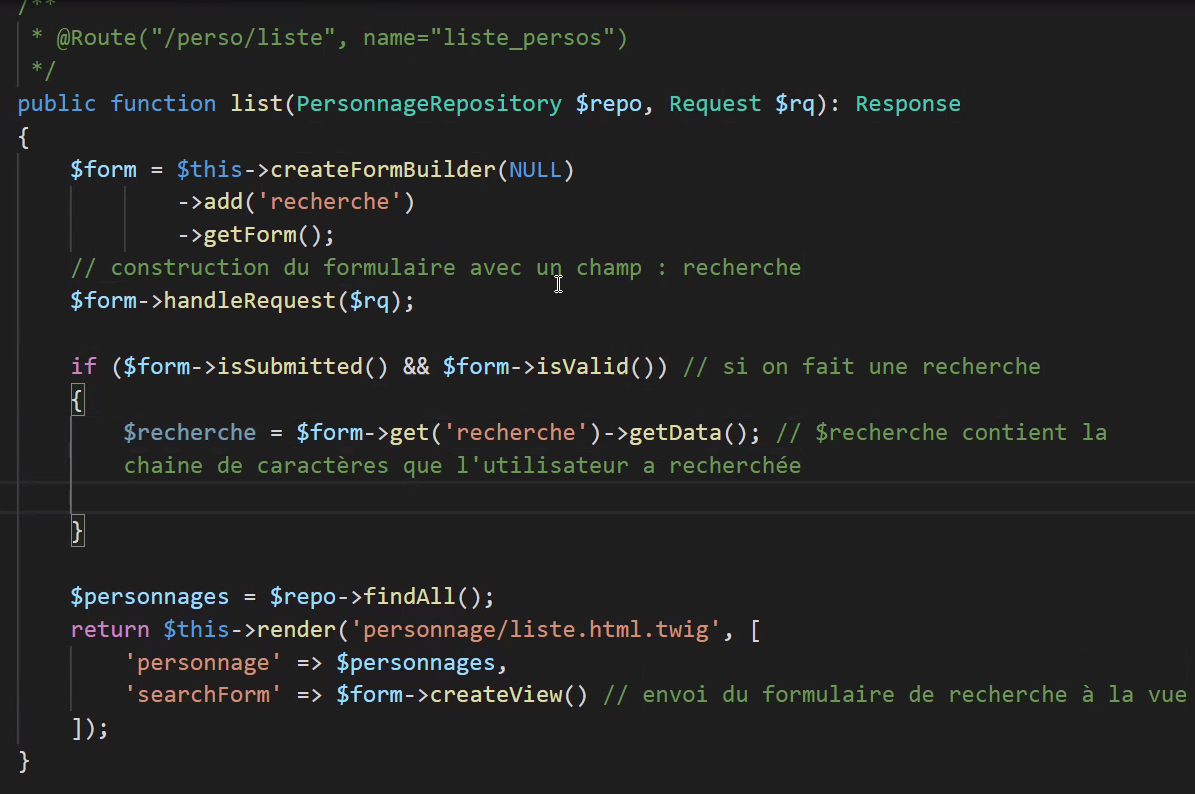 /**
* @Route("/perso/liste", name="liste_persos")
*/
public function list(PersonnageRepository $repo, Request $rq): Response
{
$form = $this->createFormBuilder(NULL)
->add('recherche')
->getForm();
// construction du formulaire avec un champ : recherche
$form->handleRequest($rq);
if ($form->isSubmitted() && $form->isValid()) // si on fait une recherche
{
$recherche = $form->get('recherche')->getData(); // $recherche contient la
chaine de caractères que l'utilisateur a recherchée
}
$personnages = $repo->findAll();
return $this->render('personnage/liste.html.twig', [
'personnage' => $personnages,
'searchForm' => $form->createView() // envoi du formulaire de recherche à la vue
]);
}